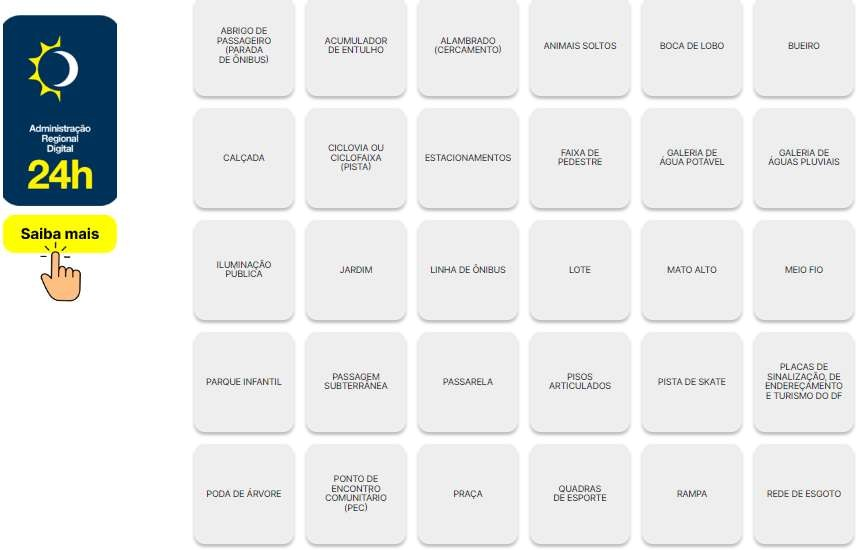 Administração
Regional
Digital
24h
Saiba mais
ABRIGO DE
PASSAGEIRO
(PARADA
DE ÔNIBUS)
ACUMULADOR
DE ENTULHO
ALAMBRADO
(CERCAMENTO)
ANIMAIS SOLTOS
BOCA DE LOBO
BUEIRO
CALÇADA
CICLOVIA OU
CICLOFAIXA
(PISTA)
ESTACIONAMENTOS
FAIXA DE
PEDESTRE
GALERIA DE
ÁGUA POTÁVEL
GALERIA DE
ÁGUAS PLUVIAIS
ILUMINAÇÃO
PÚBLICA
JARDIM
LINHA DE ÔNIBUS
LOTE
MATO ALTO
MEIO FIO
PARQUE INFANTIL
PASSAGEM
SUBTERRÂNEA
PASSARELA
PISOS
ARTICULADOS
PISTA DE SKATE
PLACAS DE
SINALIZAÇÃO, DE
ENDEREÇAMENTO
E TURISMO DO DF
PODA DE ÁRVORE
PONTO DE
ENCONTRO
COMUNITÁRIO
(PEC)
PRAÇA
QUADRAS
DE ESPORTE
RAMPA
REDE DE ESGOTO